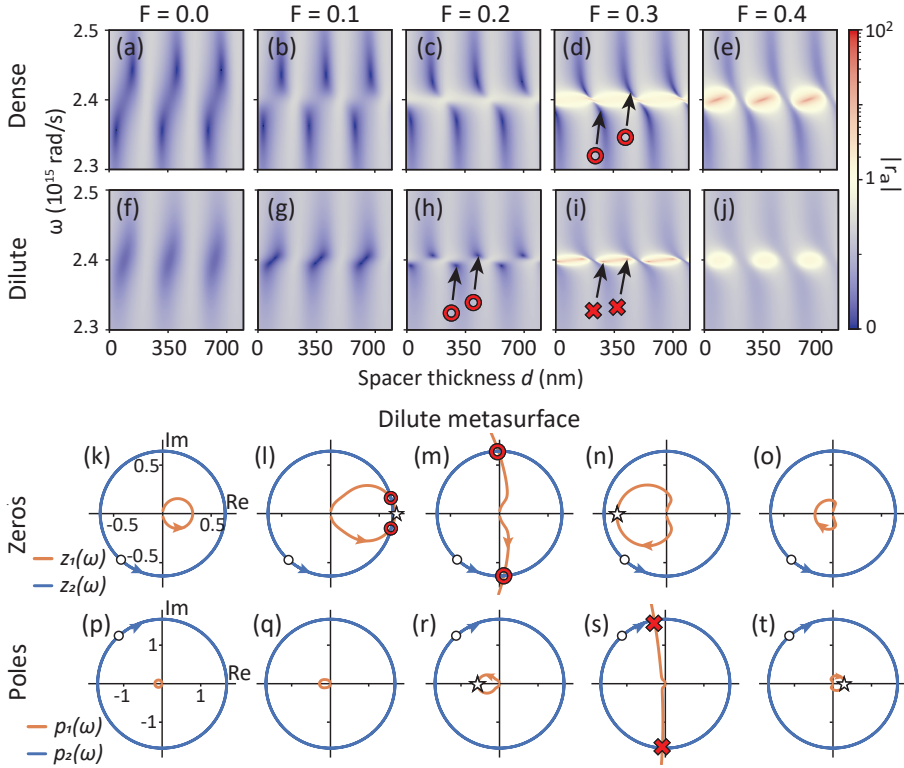 F = 0.0 F = 0.1 F = 0.2 F = 0.3 F = 0.4
Dense
Dilute
ω (10¹⁵ rad/s)
2.5
2.4
2.3
(a) (b) (c) (d) (e)
2.5
2.4
2.3
(f) (g) (h) (i) (j)
0 350 700 0 350 700 0 350 700 0 350 700 0 350 700
Spacer thickness d (nm)
10²
1
0
|rₐ|
Dilute metasurface
Zeros
(k) (l) (m) (n) (o)
Im
0.5
Re
-0.5 0.5
-0.5
z₁(ω)
z₂(ω)
Poles
(p) (q) (r) (s) (t)
Im
1
Re
-1 1
-1
p₁(ω)
p₂(ω)